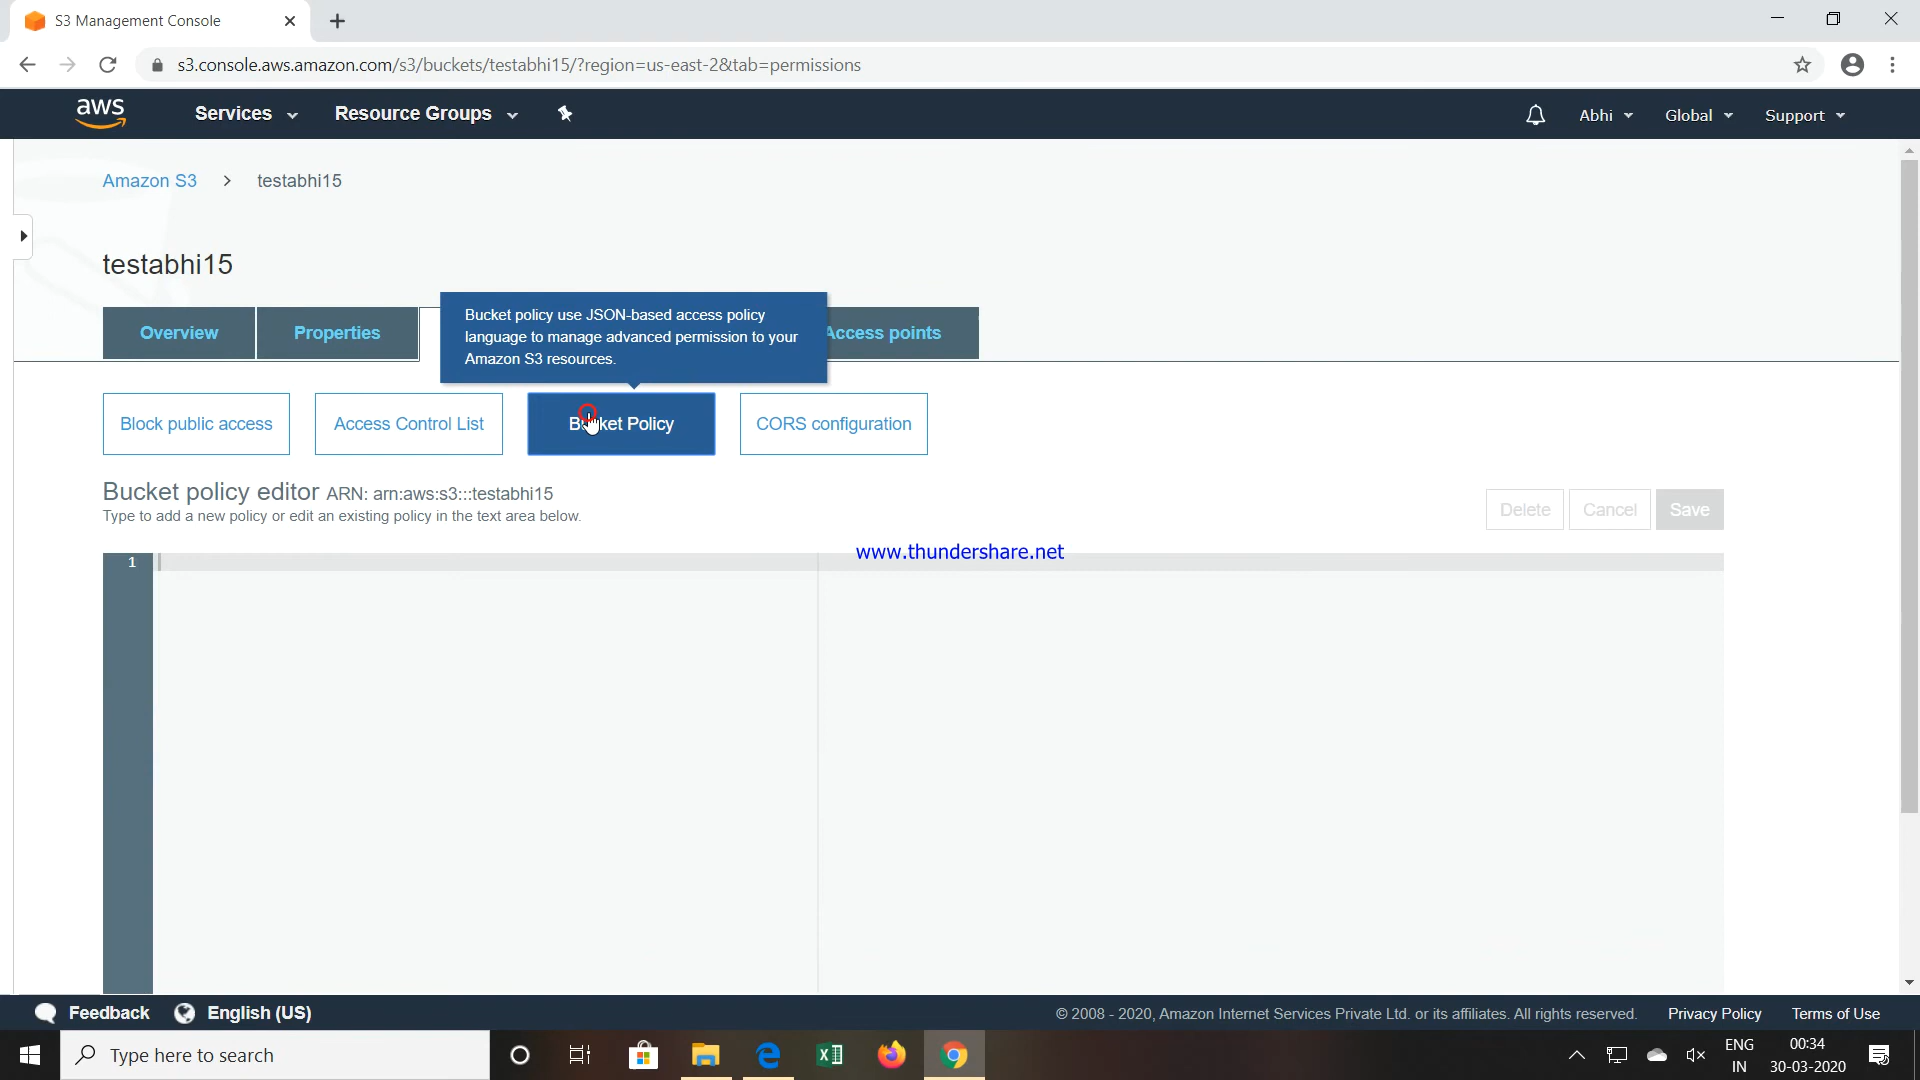 S3 Management Console
s3.console.aws.amazon.com/s3/buckets/testabhi15/?region=us-east-2&tab=permissions
aws
Services
Resource Groups
Abhi
Global
Support
Amazon S3 > testabhi15
testabhi15
Overview
Properties
Bucket policy use JSON-based access policy
language to manage advanced permission to your
Amazon S3 resources.
Access points
Block public access
Access Control List
Bucket Policy
CORS configuration
Bucket policy editor ARN: arn:aws:s3:::testabhi15
Type to add a new policy or edit an existing policy in the text area below.
Delete
Cancel
Save
www.thundershare.net
1
Feedback
English (US)
© 2008 - 2020, Amazon Internet Services Private Ltd. or its affiliates. All rights reserved.
Privacy Policy
Terms of Use
Type here to search
ENG
IN
00:34
30-03-2020